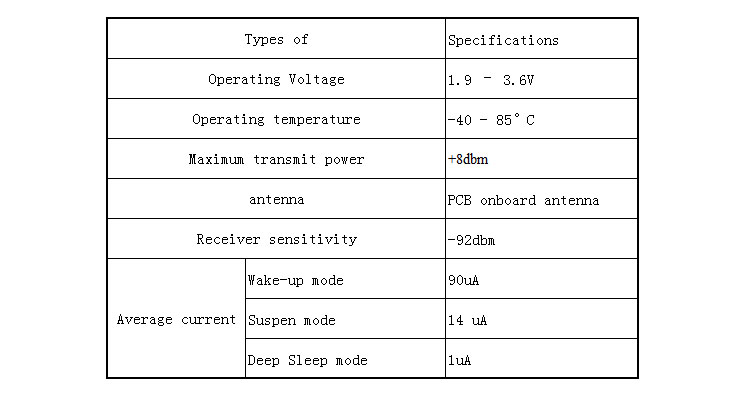 Types of Specifications
Operating Voltage 1.9 – 3.6V
Operating temperature -40 - 85°C
Maximum transmit power +8dbm
antenna PCB onboard antenna
Receiver sensitivity -92dbm
Average current Wake-up mode 90uA
Suspen mode 14 uA
Deep Sleep mode 1uA